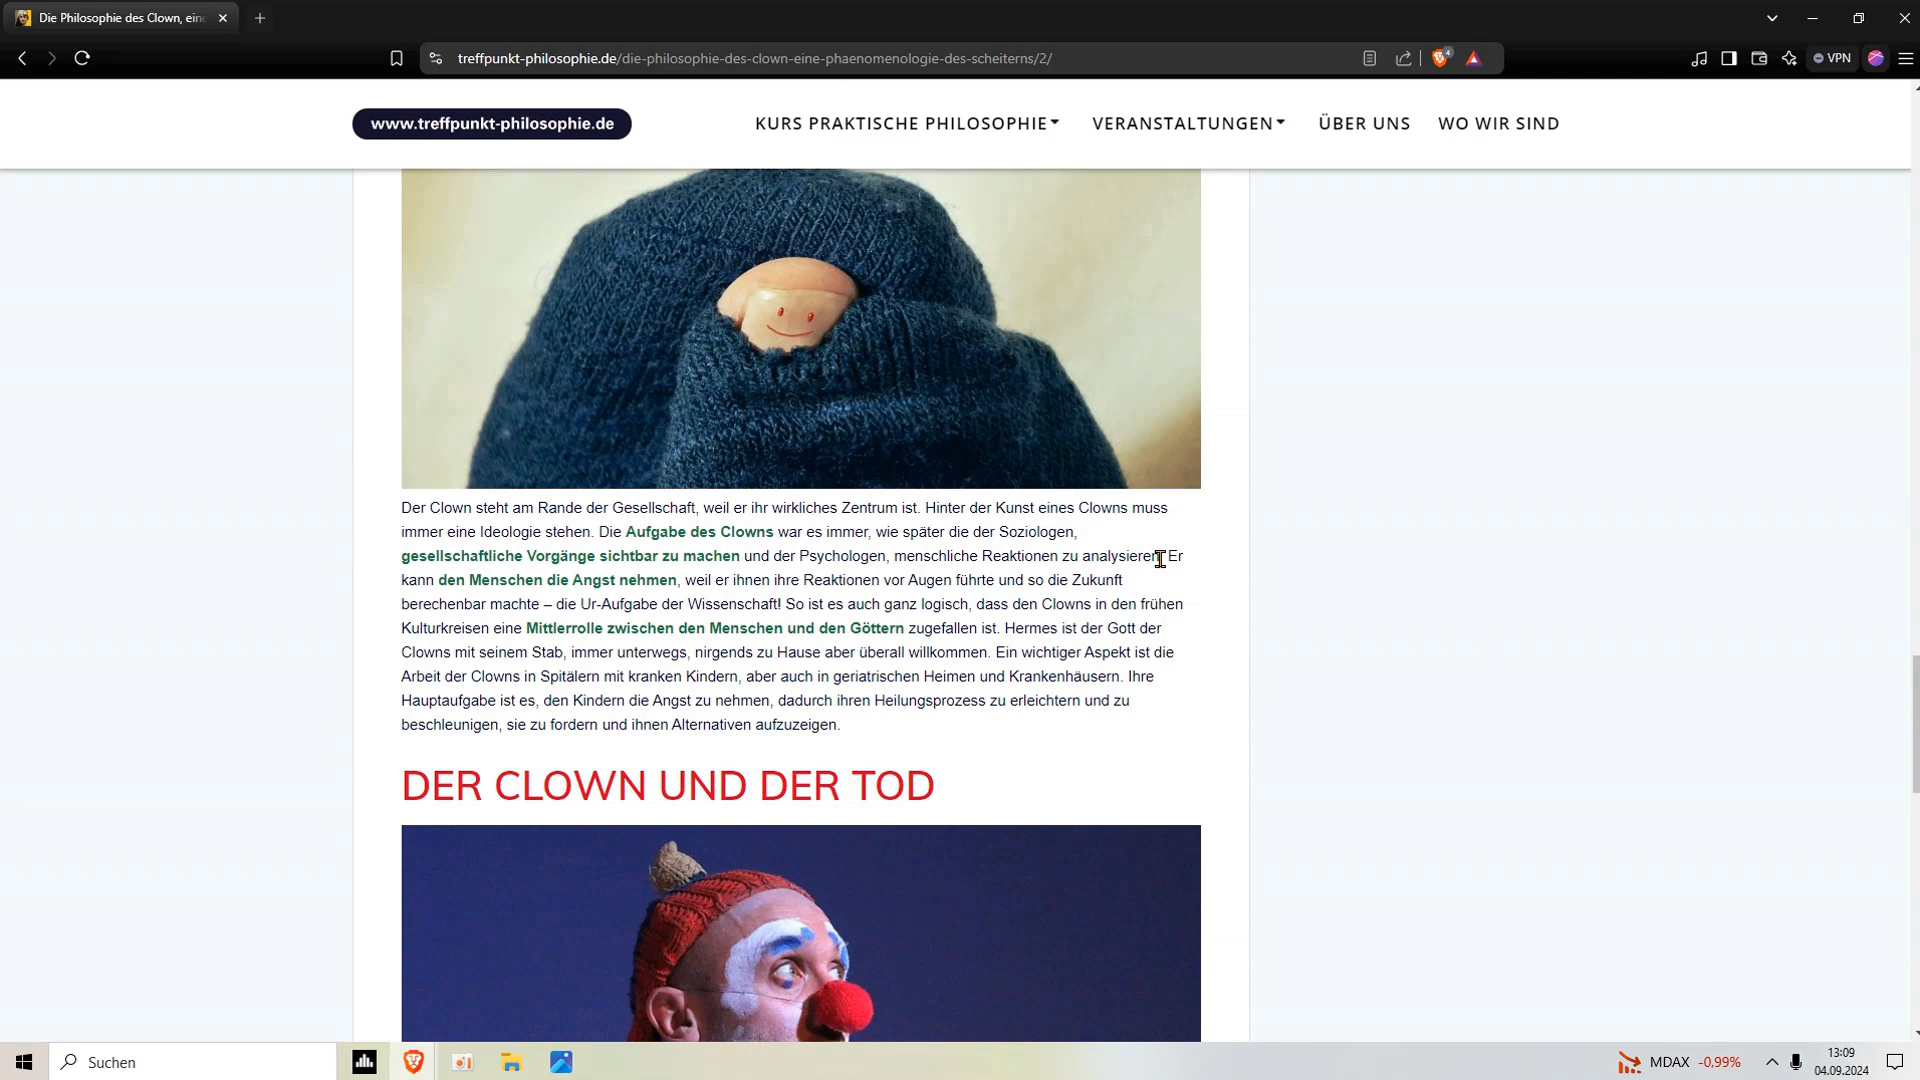 Die Philosophie des Clown, ein
treffpunkt-philosophie.de/die-philosophie-des-clown-eine-phaenomenologie-des-scheiterns/2/
4
VPN
www.treffpunkt-philosophie.de
KURS PRAKTISCHE PHILOSOPHIE
VERANSTALTUNGEN
ÜBER UNS
WO WIR SIND
Der Clown steht am Rande der Gesellschaft, weil er ihr wirkliches Zentrum ist. Hinter der Kunst eines Clowns muss
immer eine Ideologie stehen. Die Aufgabe des Clowns war es immer, wie später die der Soziologen,
gesellschaftliche Vorgänge sichtbar zu machen und der Psychologen, menschliche Reaktionen zu analysieren. Er
kann den Menschen die Angst nehmen, weil er ihnen ihre Reaktionen vor Augen führte und so die Zukunft
berechenbar machte – die Ur-Aufgabe der Wissenschaft! So ist es auch ganz logisch, dass den Clowns in den frühen
Kulturkreisen eine Mittlerrolle zwischen den Menschen und den Göttern zugefallen ist. Hermes ist der Gott der
Clowns mit seinem Stab, immer unterwegs, nirgends zu Hause aber überall willkommen. Ein wichtiger Aspekt ist die
Arbeit der Clowns in Spitälern mit kranken Kindern, aber auch in geriatrischen Heimen und Krankenhäusern. Ihre
Hauptaufgabe ist es, den Kindern die Angst zu nehmen, dadurch ihren Heilungsprozess zu erleichtern und zu
beschleunigen, sie zu fordern und ihnen Alternativen aufzuzeigen.
DER CLOWN UND DER TOD
Suchen
MDAX -0,99%
13:09
04.09.2024